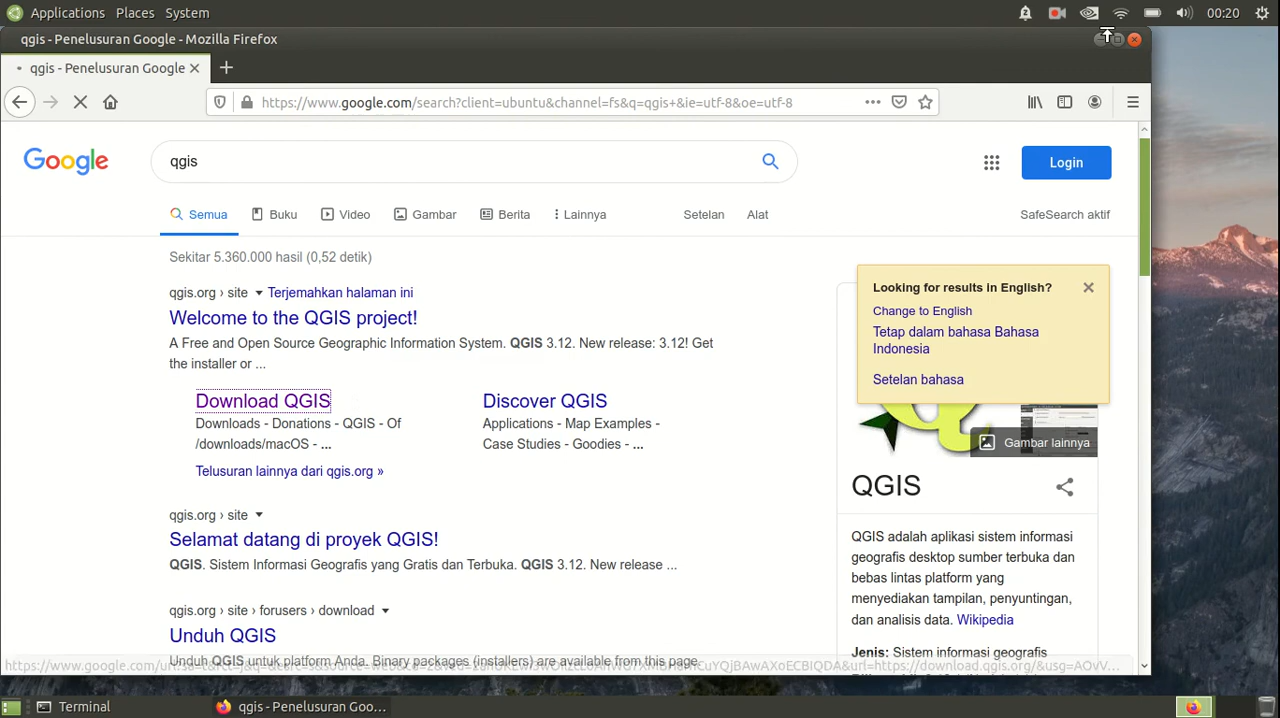 Applications Places System 00:20
qgis - Penelusuran Google - Mozilla Firefox
qgis - Penelusuran Google
https://www.google.com/search?client=ubuntu&channel=fs&q=qgis+&ie=utf-8&oe=utf-8
Google
qgis
Login
Semua Buku Video Gambar Berita Lainnya Setelan Alat SafeSearch aktif
Sekitar 5.360.000 hasil (0,52 detik)
qgis.org › site Terjemahkan halaman ini
Welcome to the QGIS project!
A Free and Open Source Geographic Information System. QGIS 3.12. New release: 3.12! Get
the installer or ...
Download QGIS
Downloads - Donations - QGIS - Of
/downloads/macOS - ...
Discover QGIS
Applications - Map Examples -
Case Studies - Goodies - ...
Telusuran lainnya dari qgis.org »
qgis.org › site
Selamat datang di proyek QGIS!
QGIS. Sistem Informasi Geografis yang Gratis dan Terbuka. QGIS 3.12. New release ...
qgis.org › site › forusers › download
Unduh QGIS
Unduh QGIS untuk platform Anda. Binary packages (installers) are available from this page.
Looking for results in English?
Change to English
Tetap dalam bahasa Bahasa
Indonesia
Setelan bahasa
Gambar lainnya
QGIS
QGIS adalah aplikasi sistem informasi
geografis desktop sumber terbuka dan
bebas lintas platform yang
menyediakan tampilan, penyuntingan,
dan analisis data. Wikipedia
Jenis: Sistem informasi geografis
Terminal qgis - Penelusuran Goo...